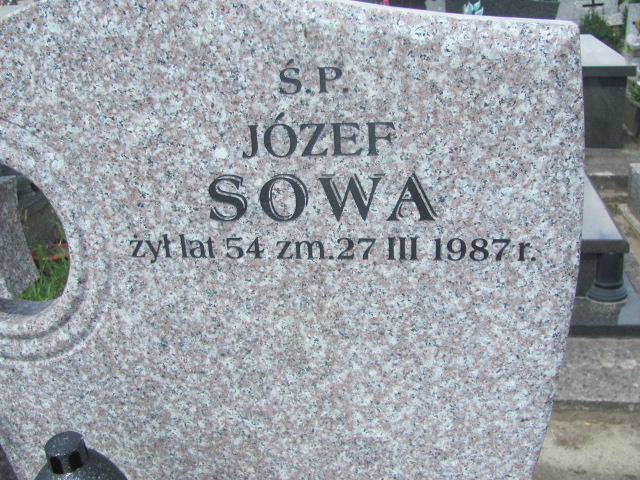 Ś.P.
JÓZEF
SOWA
żył lat 54 zm.27 III 1987 r.